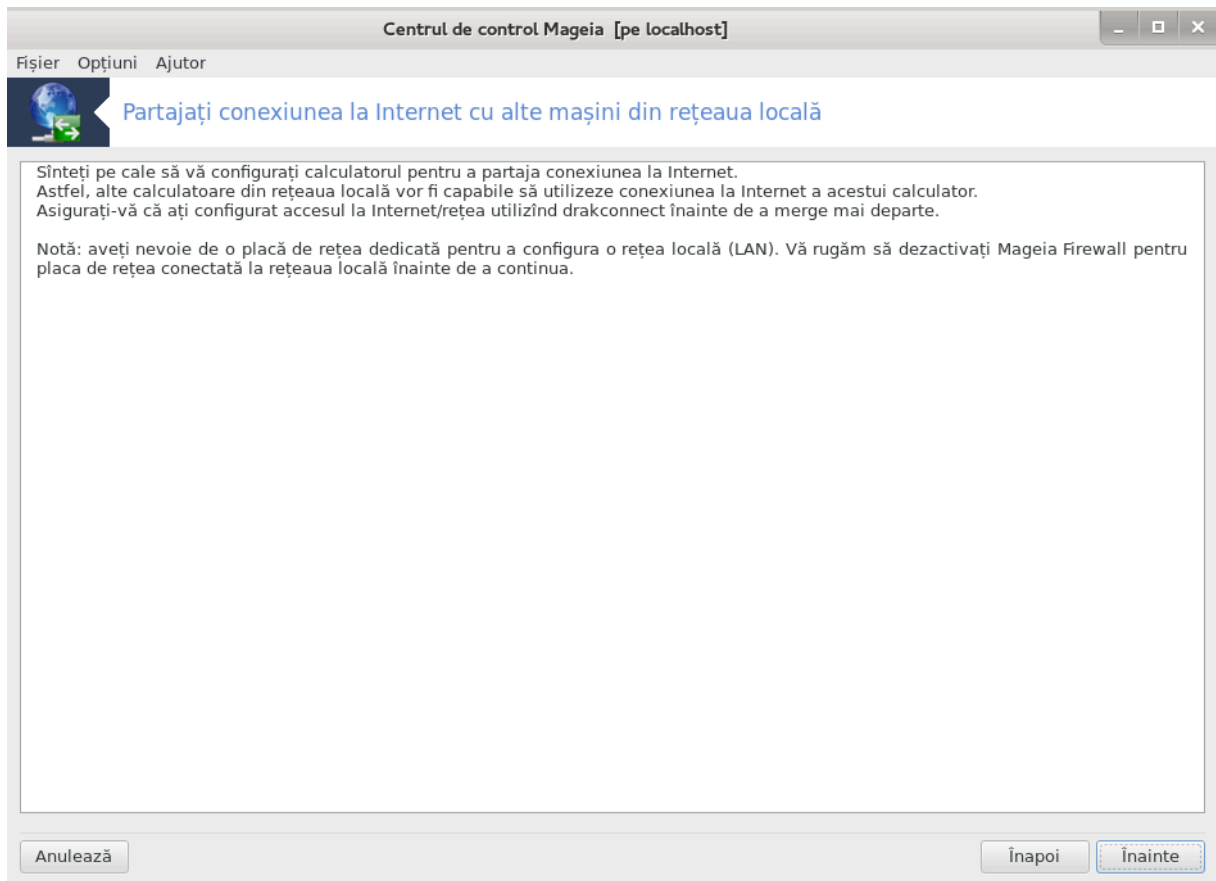 Centrul de control Mageia [pe localhost]
Fișier Opțiuni Ajutor
Partajați conexiunea la Internet cu alte mașini din rețeaua locală
Sînteți pe cale să vă configurați calculatorul pentru a partaja conexiunea la Internet.
Astfel, alte calculatoare din rețeaua locală vor fi capabile să utilizeze conexiunea la Internet a acestui calculator.
Asigurați-vă că ați configurat accesul la Internet/rețea utilizînd drakconnect înainte de a merge mai departe.
Notă: aveți nevoie de o placă de rețea dedicată pentru a configura o rețea locală (LAN). Vă rugăm să dezactivați Mageia Firewall pentru
placa de rețea conectată la rețeaua locală înainte de a continua.
Anulează Înapoi Înainte